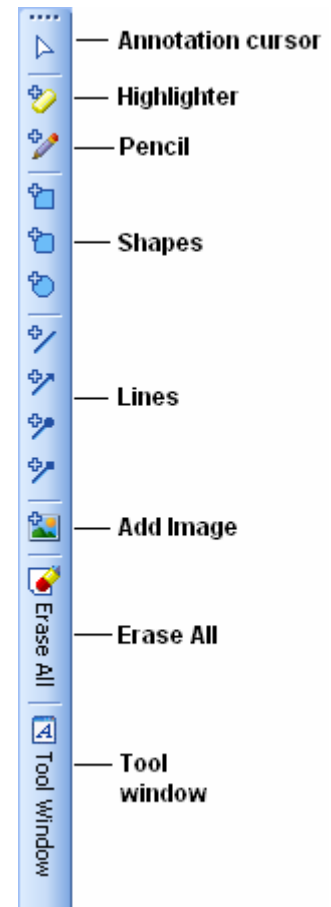 Annotation cursor
Highlighter
Pencil
Shapes
Lines
Add Image
Erase All
Erase All
Tool Window
Tool
window